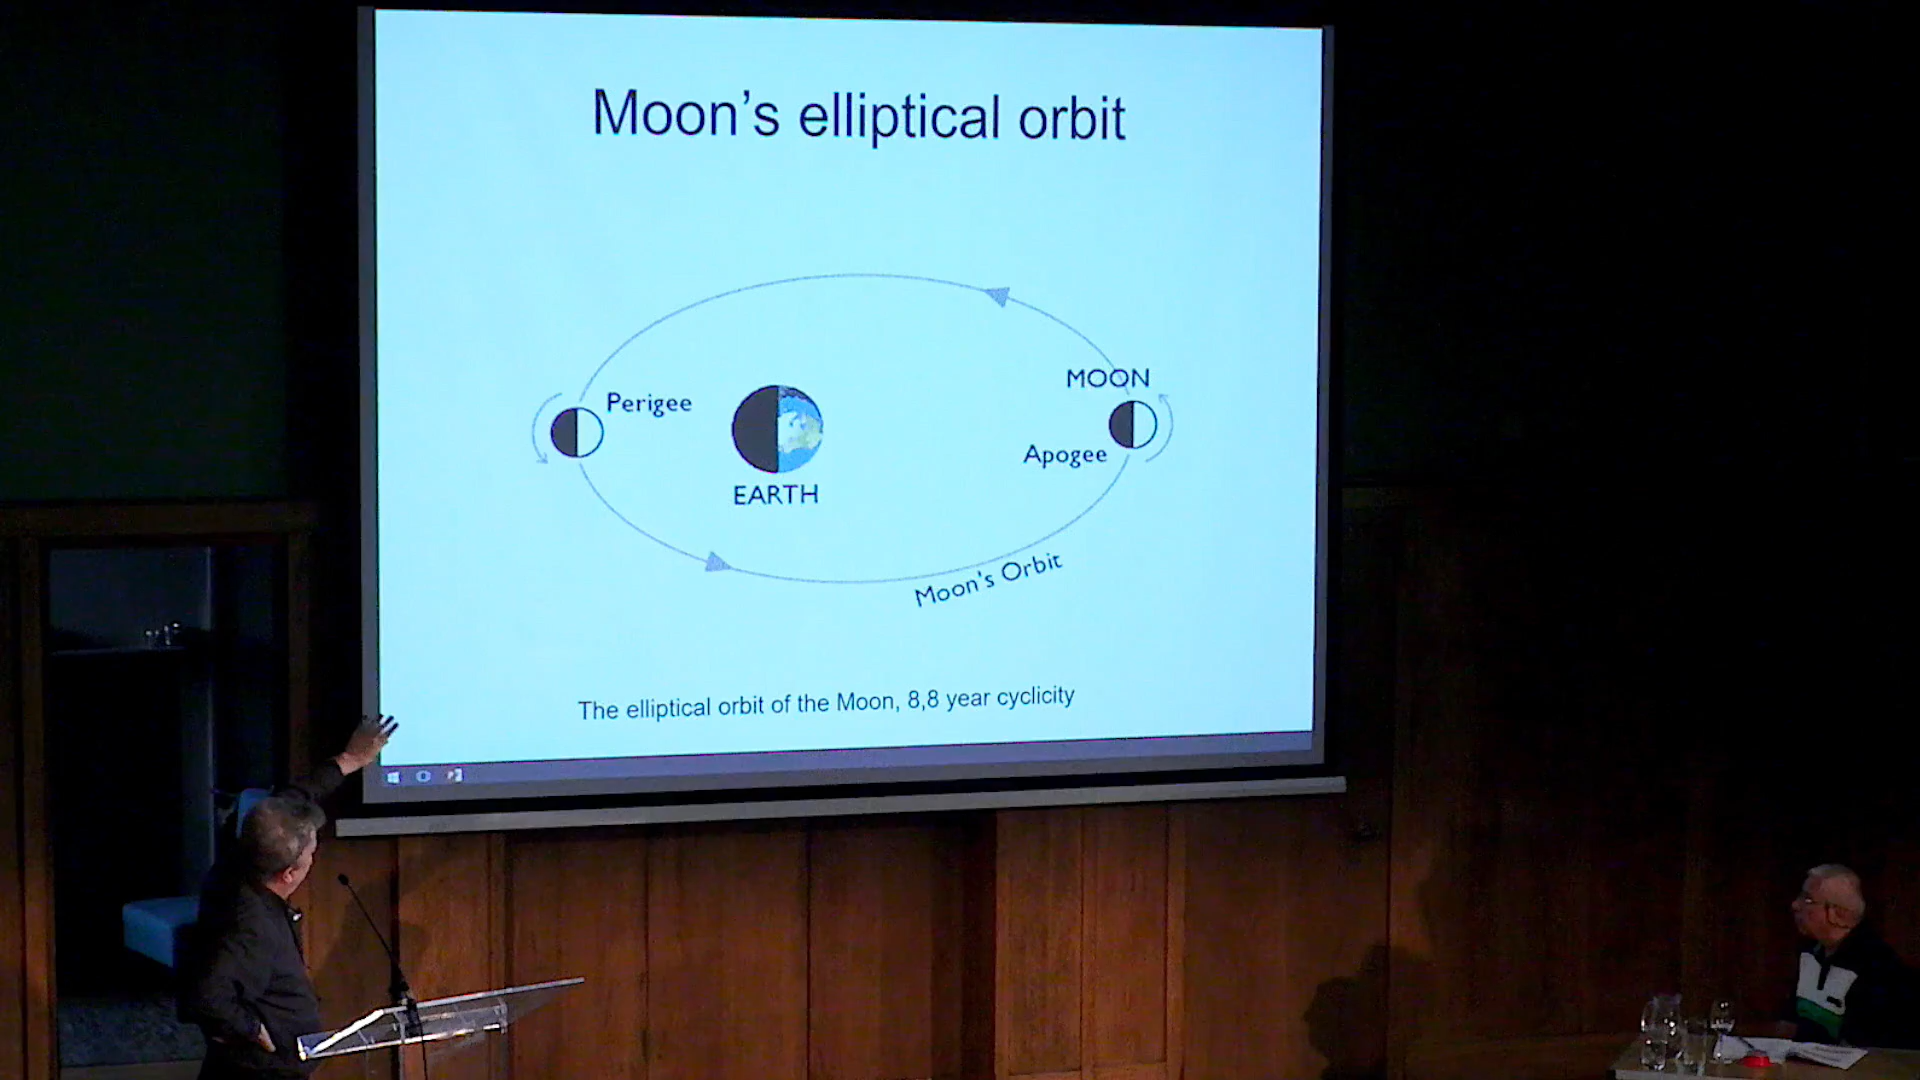 Moon's elliptical orbit
MOON
Perigee
Apogee
EARTH
Moon's Orbit
The elliptical orbit of the Moon, 8,8 year cyclicity